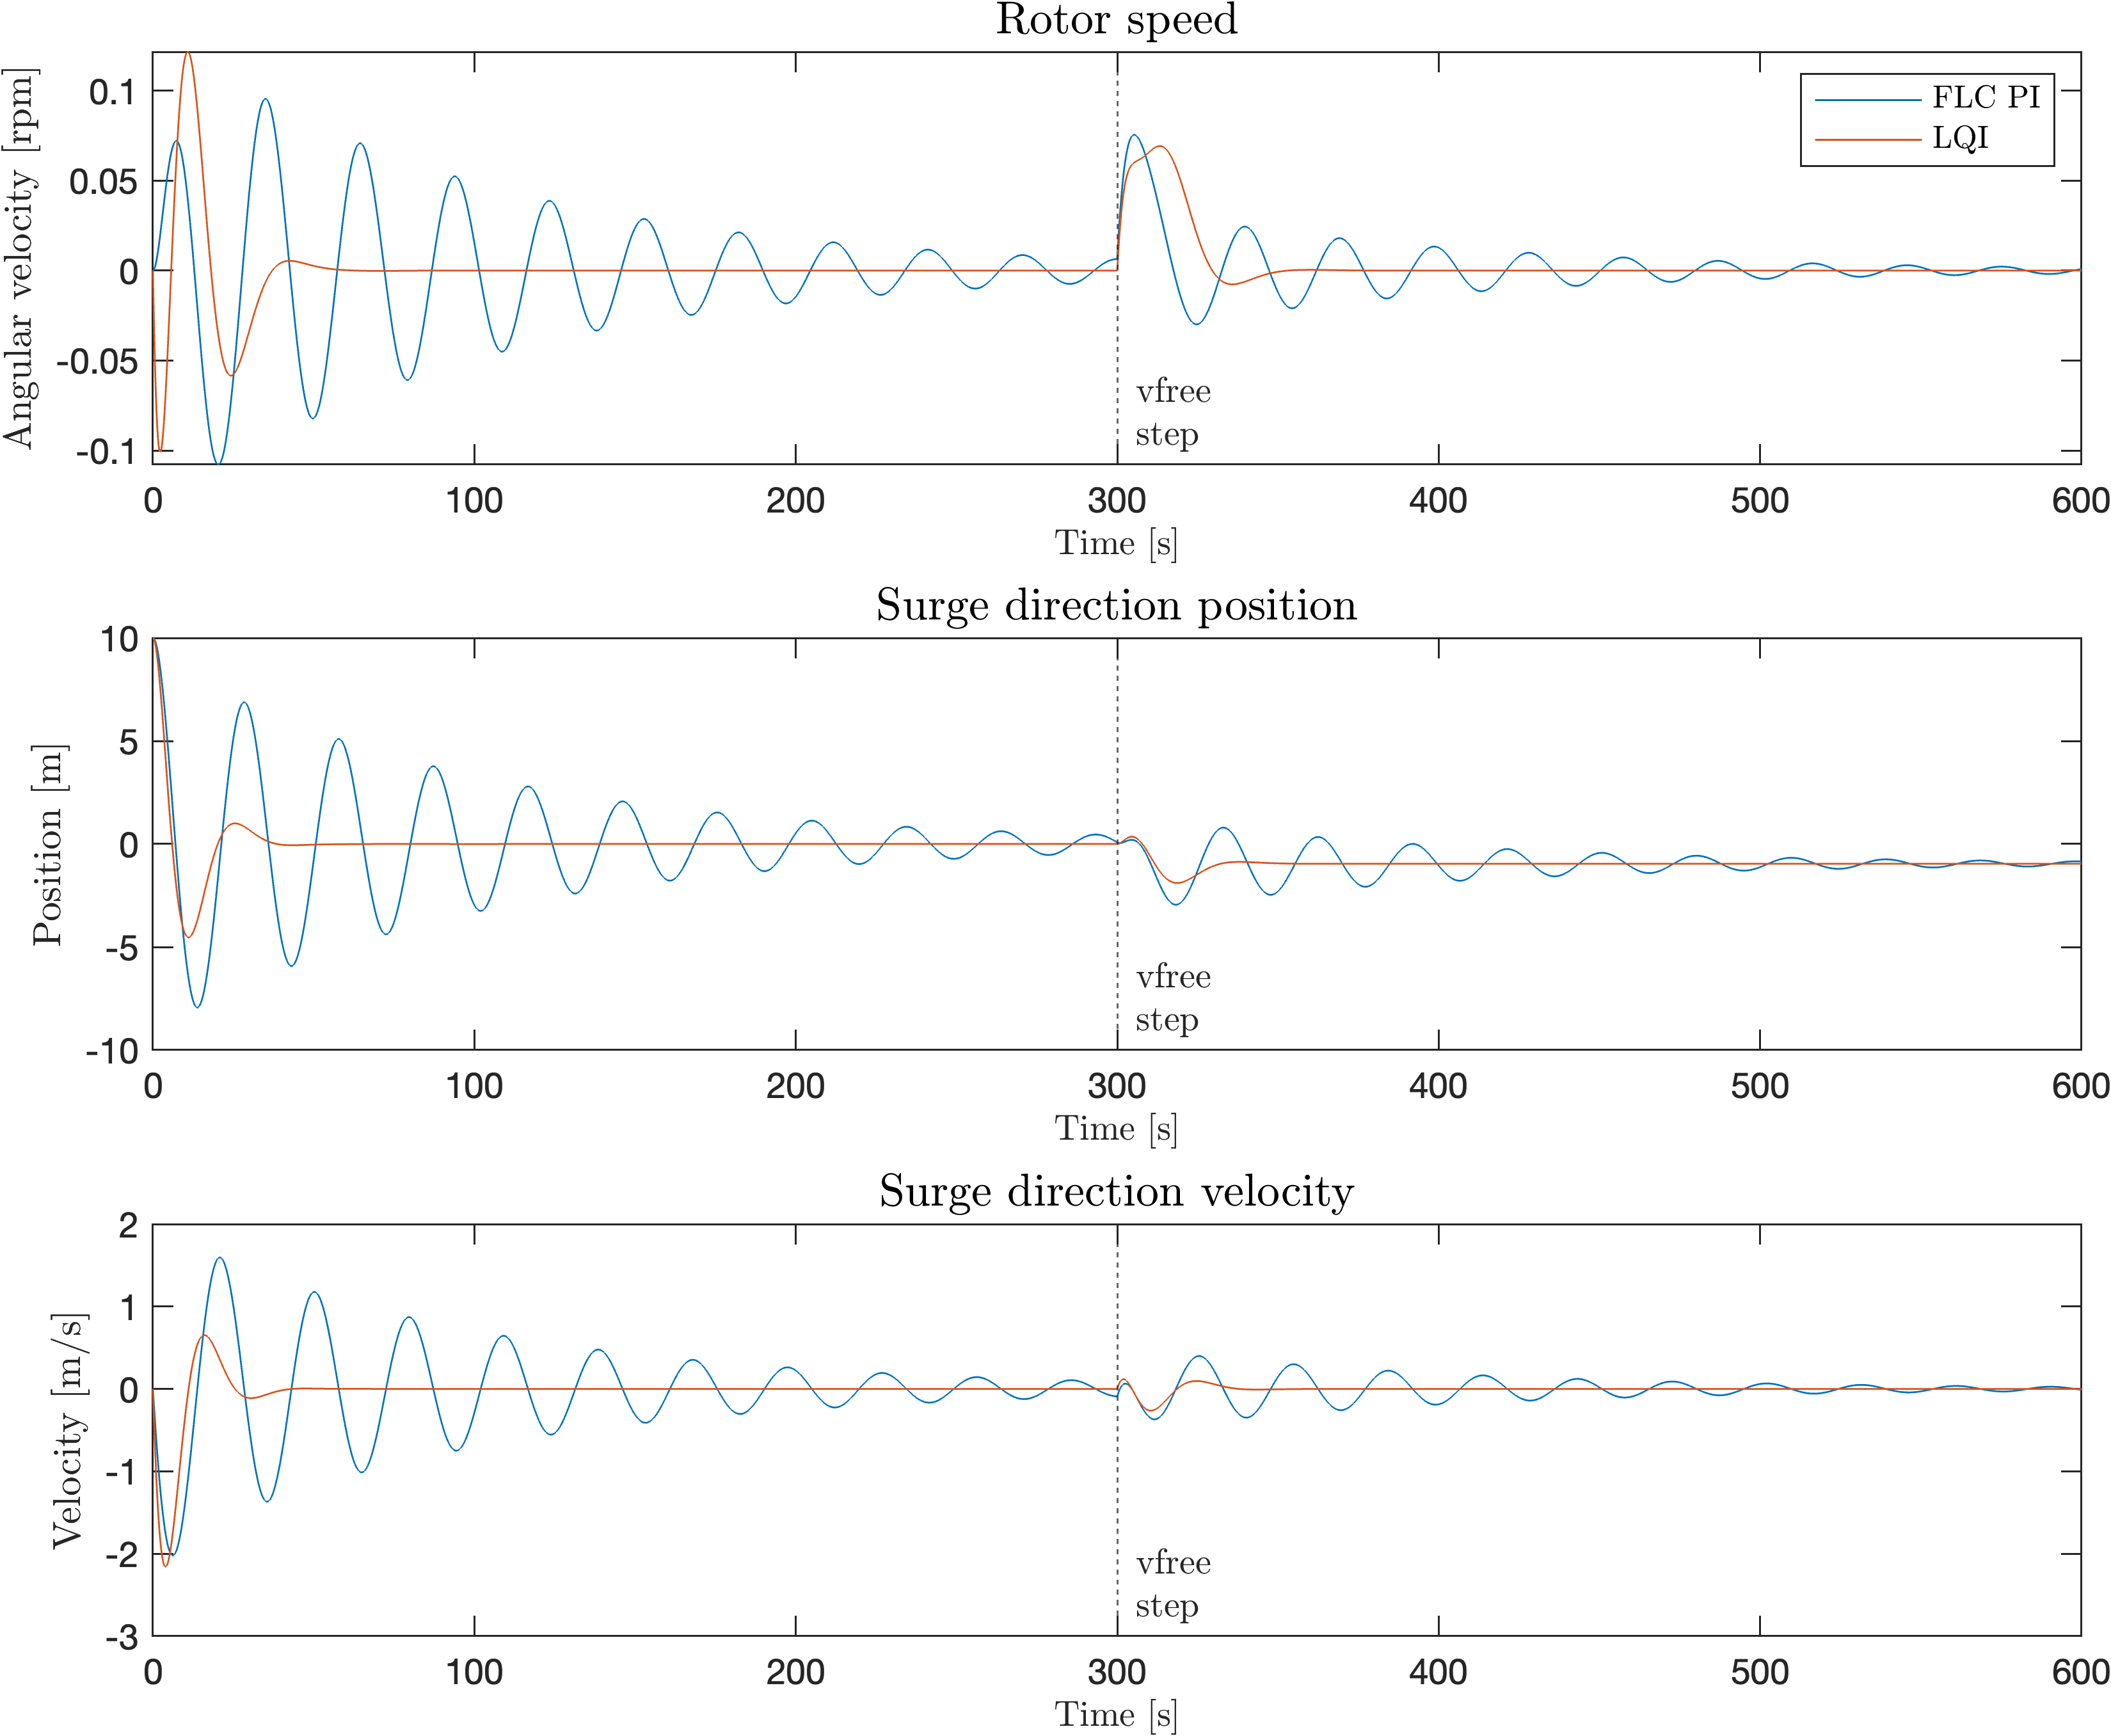 Rotor speed
Angular velocity [rpm]
0.1
0.05
0
-0.05
-0.1
FLC PI
LQI
vfree
step
0 100 200 300 400 500 600
Time [s]
Surge direction position
Position [m]
10
5
0
-5
-10
vfree
step
0 100 200 300 400 500 600
Time [s]
Surge direction velocity
Velocity [m/s]
2
1
0
-1
-2
-3
vfree
step
0 100 200 300 400 500 600
Time [s]